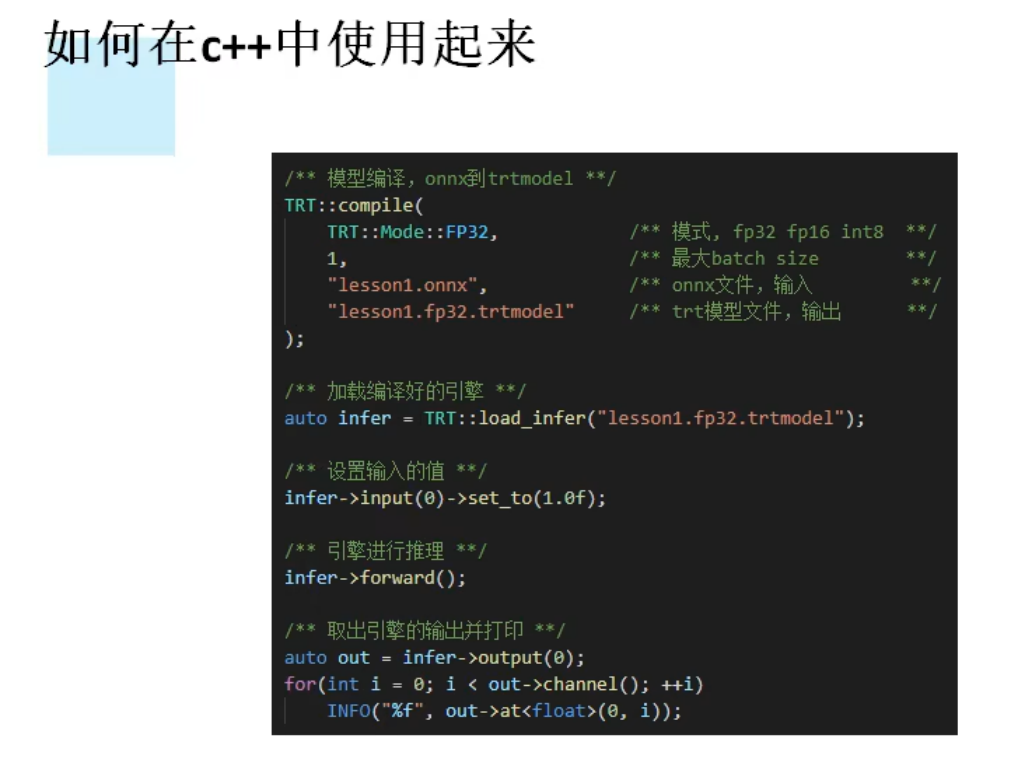 如何在c++中使用起来
/** 模型编译，onnx到trtmodel **/
TRT::compile(
    TRT::Mode::FP32,            /** 模式, fp32 fp16 int8  **/
    1,                          /** 最大batch size        **/
    "lesson1.onnx",             /** onnx文件，输入         **/
    "lesson1.fp32.trtmodel"     /** trt模型文件，输出      **/
);
/** 加载编译好的引擎 **/
auto infer = TRT::load_infer("lesson1.fp32.trtmodel");
/** 设置输入的值 **/
infer->input(0)->set_to(1.0f);
/** 引擎进行推理 **/
infer->forward();
/** 取出引擎的输出并打印 **/
auto out = infer->output(0);
for(int i = 0; i < out->channel(); ++i)
    INFO("%f", out->at<float>(0, i));